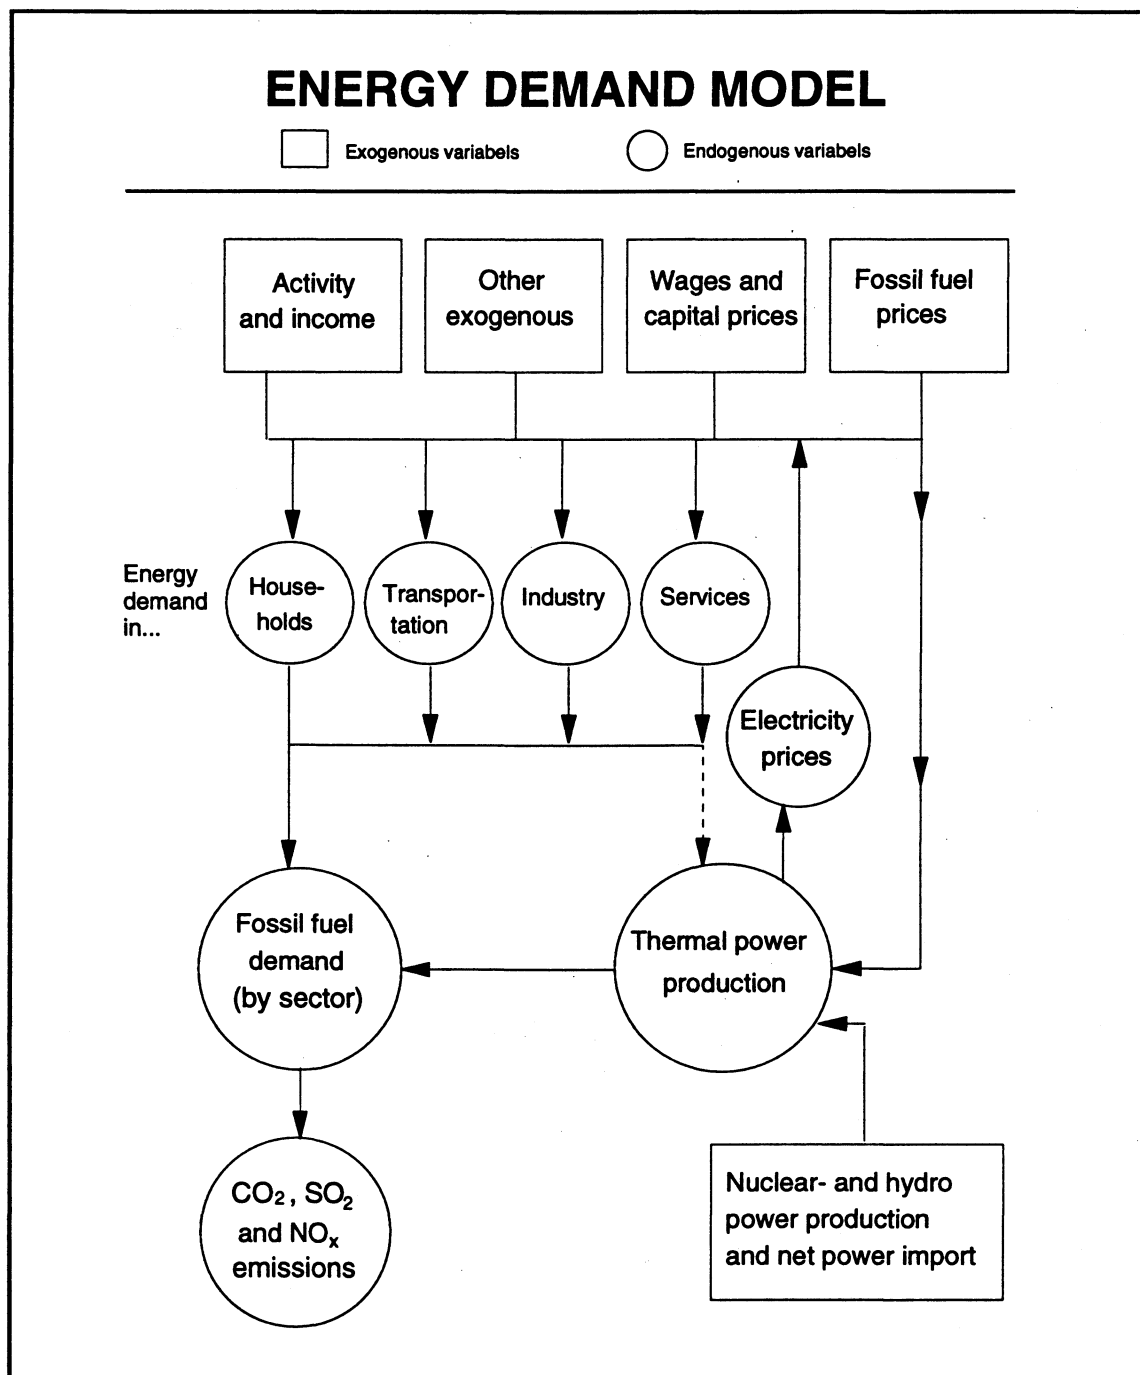 ENERGY DEMAND MODEL
Exogenous variabels
Endogenous variabels
Activity
and income
Other
exogenous
Wages and
capital prices
Fossil fuel
prices
Energy
demand
in...
House-
holds
Transpor-
tation
Industry
Services
Electricity
prices
Fossil fuel
demand
(by sector)
Thermal power
production
CO₂, SO₂
and NOₓ
emissions
Nuclear- and hydro
power production
and net power import